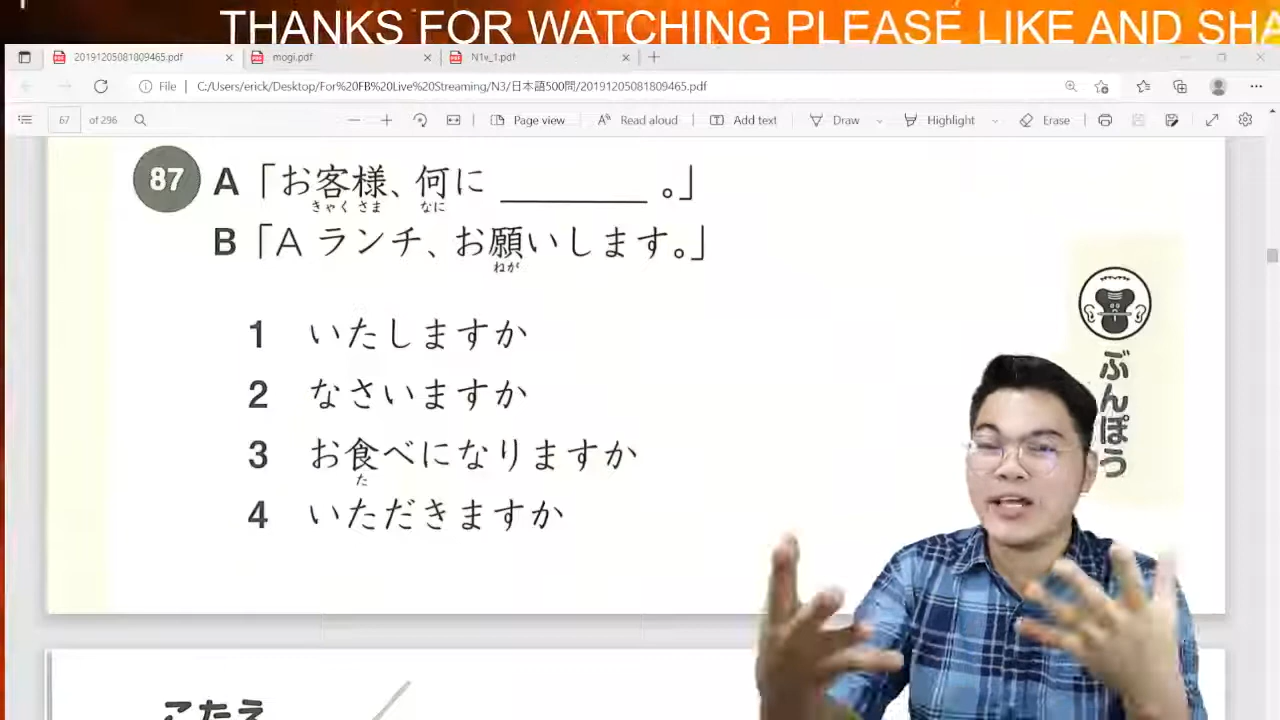 THANKS FOR WATCHING PLEASE LIKE AND SHA
20191205081809465.pdf
mogi.pdf
N1v_1.pdf
File
C:/Users/erick/Desktop/For%20FB%20Live%20Streaming/N3/日本語500問/20191205081809465.pdf
67 of 296
Page view
Read aloud
Add text
Draw
Highlight
Erase
87 A「お客様、何に ________ 。」
きゃく さま なに
B「A ランチ、お願いします。」
ねが
1 いたしますか
2 なさいますか
3 お食べになりますか
た
4 いただきますか
ぶんぽう
こたえ